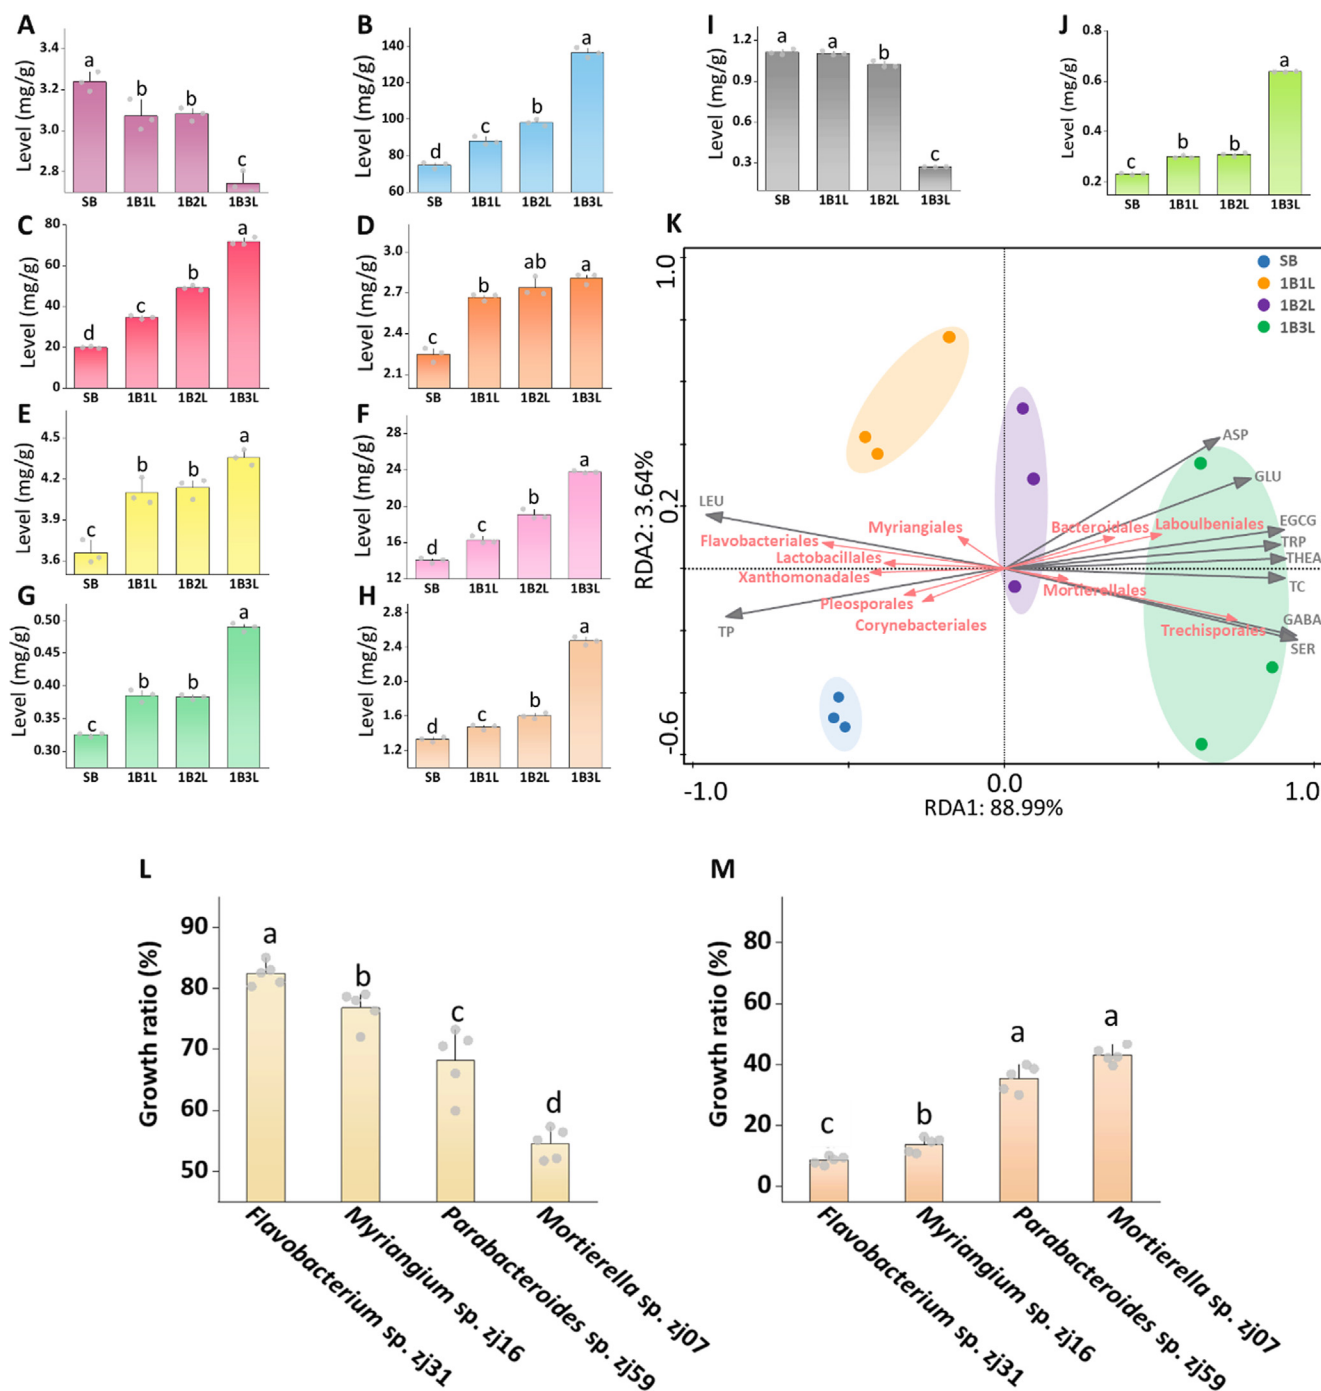 A
Level (mg/g)
3.4
3.2
3.0
2.8
a
b
b
c
SB
1B1L
1B2L
1B3L
B
Level (mg/g)
140
120
100
80
60
d
c
b
a
SB
1B1L
1B2L
1B3L
I
Level (mg/g)
1.2
0.9
0.6
0.3
a
a
b
c
SB
1B1L
1B2L
1B3L
J
Level (mg/g)
0.8
0.6
0.4
0.2
c
b
b
a
SB
1B1L
1B2L
1B3L
C
Level (mg/g)
80
60
40
20
0
d
c
b
a
SB
1B1L
1B2L
1B3L
D
Level (mg/g)
3.0
2.7
2.4
2.1
c
b
ab
a
SB
1B1L
1B2L
1B3L
E
Level (mg/g)
4.5
4.2
3.9
3.6
c
b
b
a
SB
1B1L
1B2L
1B3L
F
Level (mg/g)
28
24
20
16
12
d
c
b
a
SB
1B1L
1B2L
1B3L
G
Level (mg/g)
0.50
0.45
0.40
0.35
0.30
c
b
b
a
SB
1B1L
1B2L
1B3L
H
Level (mg/g)
2.8
2.4
2.0
1.6
1.2
d
c
b
a
SB
1B1L
1B2L
1B3L
K
RDA2: 3.64%
1.0
0.2
-0.6
SB
1B1L
1B2L
1B3L
ASP
GLU
LEU
EGCG
TRP
THEA
TC
GABA
SER
TP
Myriangiales
Bacteroidales
Laboulbeniales
Flavobacteriales
Lactobacillales
Xanthomonadales
Mortierellales
Pleosporales
Corynebacteriales
Trechisporales
-1.0
0.0
1.0
RDA1: 88.99%
L
Growth ratio (%)
90
80
70
60
50
a
b
c
d
Flavobacterium sp. zj31
Myriangium sp. zj16
Parabacteroides sp. zj59
Mortierella sp. zj07
M
Growth ratio (%)
80
60
40
20
0
c
b
a
a
Flavobacterium sp. zj31
Myriangium sp. zj16
Parabacteroides sp. zj59
Mortierella sp. zj07